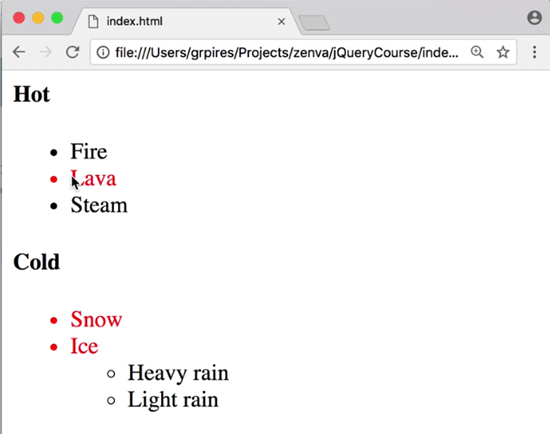 index.html
file:///Users/grpires/Projects/zenva/jQueryCourse/inde...
Hot
Fire
Lava
Steam
Cold
Snow
Ice
Heavy rain
Light rain